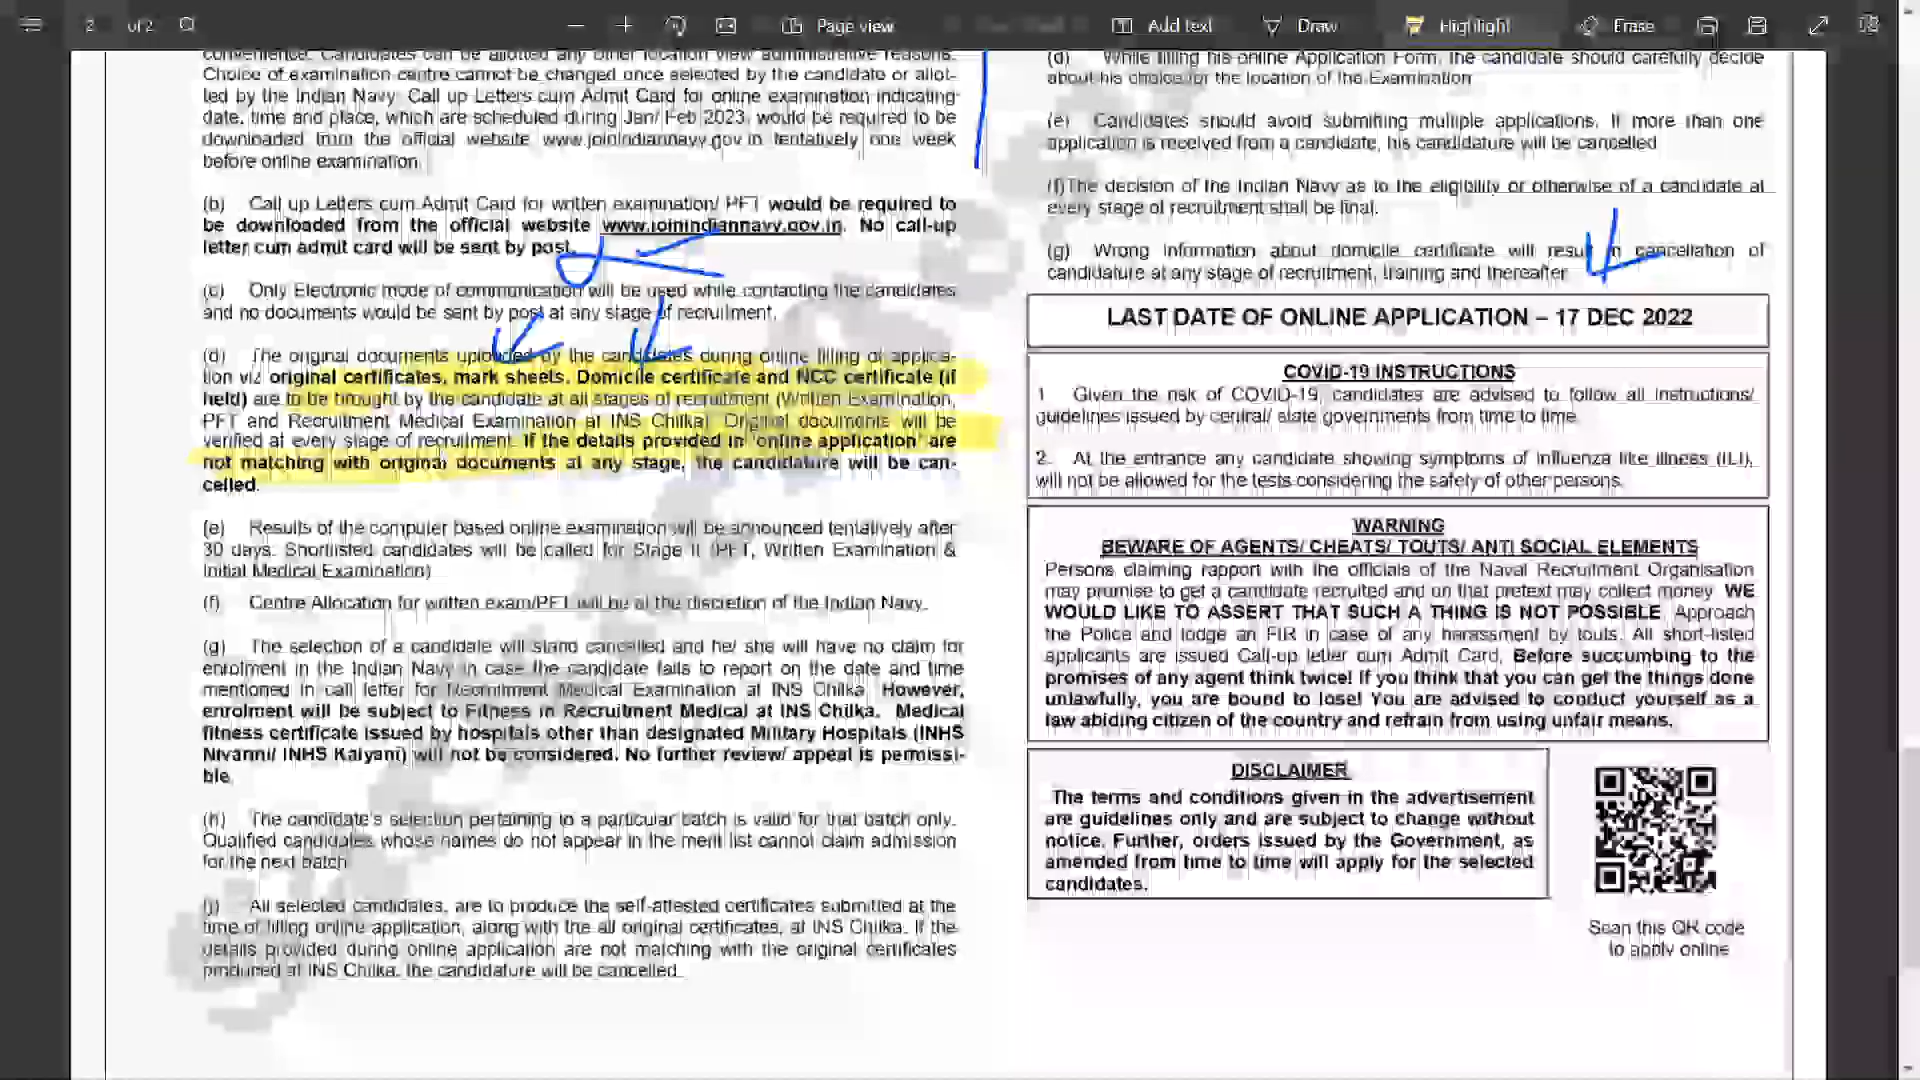 2 of 2 Page view Add text Draw Highlight Erase
convenience. Candidates can be allotted any other location view administrative reasons.
Choice of examination centre cannot be changed once selected by the candidate or allot-
ted by the Indian Navy. Call up Letters cum Admit Card for online examination indicating
date, time and place, which are scheduled during Jan/ Feb 2023, would be required to be
downloaded from the official website www.joinindiannavy.gov.in tentatively one week
before online examination.
(b) Call up Letters cum Admit Card for written examination/ PFT would be required to
be downloaded from the official website www.joinindiannavy.gov.in. No call-up
letter cum admit card will be sent by post.
(c) Only Electronic mode of communication will be used while contacting the candidates
and no documents would be sent by post at any stage of recruitment.
(d) The original documents uploaded by the candidates during online filling of applica-
tion viz original certificates, mark sheets, Domicile certificate and NCC certificate (if
held) are to be brought by the candidate at all stages of recruitment (Written Examination,
PFT and Recruitment Medical Examination at INS Chilka). Original documents will be
verified at every stage of recruitment. If the details provided in 'online application' are
not matching with original documents at any stage, the candidature will be can-
celled.
(e) Results of the computer based online examination will be announced tentatively after
30 days. Shortlisted candidates will be called for Stage II (PFT, Written Examination &
Initial Medical Examination)
(f) Centre Allocation for written exam/PFT will be at the discretion of the Indian Navy.
(g) The selection of a candidate will stand cancelled and he/ she will have no claim for
enrolment in the Indian Navy in case the candidate fails to report on the date and time
mentioned in call letter for Recruitment Medical Examination at INS Chilka. However,
enrolment will be subject to Fitness in Recruitment Medical at INS Chilka. Medical
fitness certificate issued by hospitals other than designated Military Hospitals (INHS
Nivarini/ INHS Kalyani) will not be considered. No further review/ appeal is permissi-
ble.
(h) The candidate's selection pertaining to a particular batch is valid for that batch only.
Qualified candidates whose names do not appear in the merit list cannot claim admission
for the next batch.
(j) All selected candidates, are to produce the self-attested certificates submitted at the
time of filling online application, along with the all original certificates, at INS Chilka. If the
details provided during online application are not matching with the original certificates
produced at INS Chilka, the candidature will be cancelled.
(d) While filling his online Application Form, the candidate should carefully decide
about his choice for the location of the Examination
(e) Candidates should avoid submitting multiple applications. If more than one
application is received from a candidate, his candidature will be cancelled
(f)The decision of the Indian Navy as to the eligibility or otherwise of a candidate at
every stage of recruitment shall be final.
(g) Wrong information about domicile certificate will result in cancellation of
candidature at any stage of recruitment, training and thereafter.
LAST DATE OF ONLINE APPLICATION – 17 DEC 2022
COVID-19 INSTRUCTIONS
1. Given the risk of COVID-19, candidates are advised to follow all instructions/
guidelines issued by central/ state governments from time to time.
2. At the entrance any candidate showing symptoms of Influenza like illness (ILI),
will not be allowed for the tests considering the safety of other persons.
WARNING
BEWARE OF AGENTS/ CHEATS/ TOUTS/ ANTI SOCIAL ELEMENTS
Persons claiming rapport with the officials of the Naval Recruitment Organisation
may promise to get a candidate recruited and on that pretext may collect money. WE
WOULD LIKE TO ASSERT THAT SUCH A THING IS NOT POSSIBLE. Approach
the Police and lodge an FIR in case of any harassment by touts. All short-listed
applicants are issued Call-up letter cum Admit Card. Before succumbing to the
promises of any agent think twice! If you think that you can get the things done
unlawfully, you are bound to lose! You are advised to conduct yourself as a
law abiding citizen of the country and refrain from using unfair means.
DISCLAIMER
The terms and conditions given in the advertisement
are guidelines only and are subject to change without
notice. Further, orders issued by the Government, as
amended from time to time will apply for the selected
candidates.
Scan this QR code
to apply online